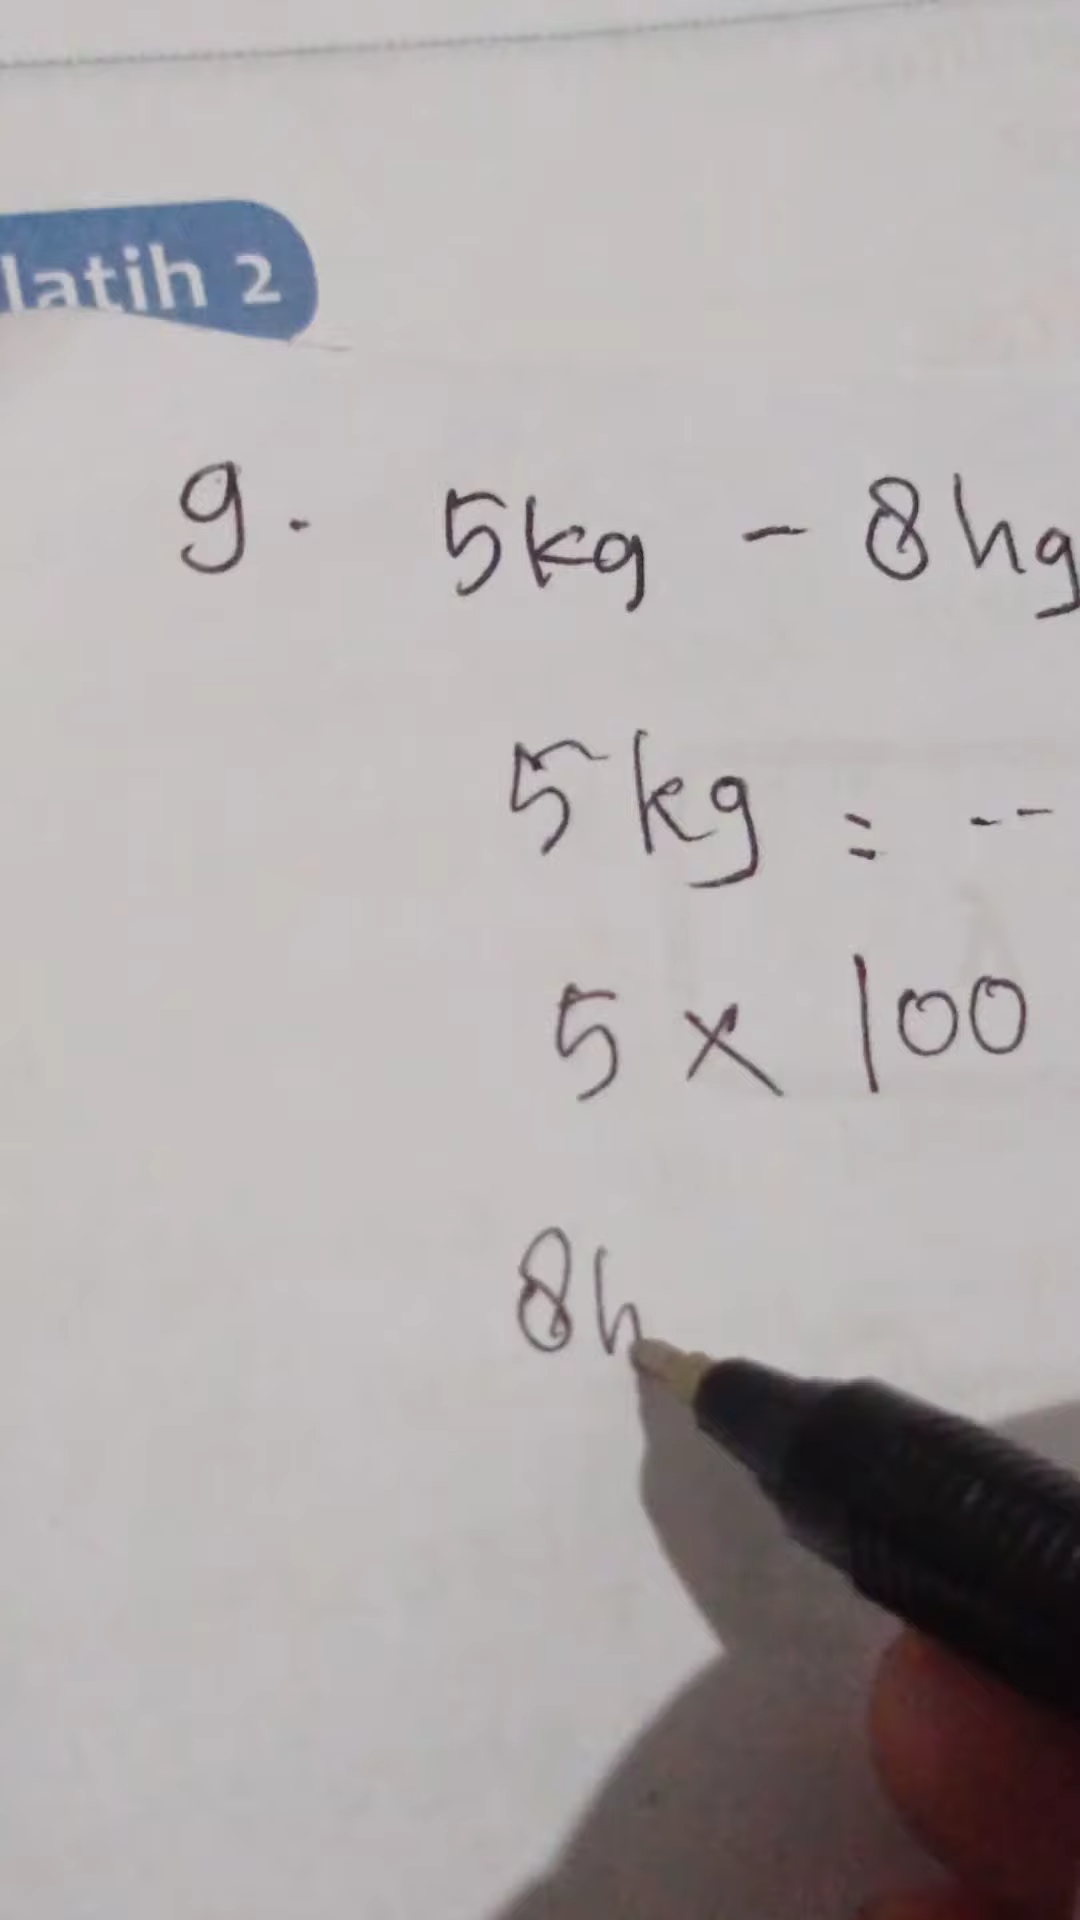 latih 2
9. 5kg - 8hg
5kg = --
5 x 100
8h